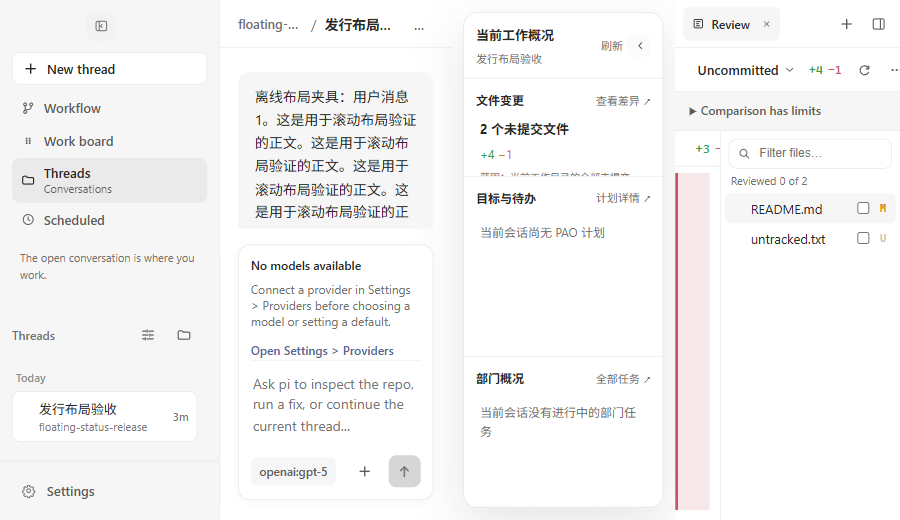 New thread
Workflow
Work board
Threads
Conversations
Scheduled
The open conversation is where you
work.
Threads
Today
发行布局验收
floating-status-release
3m
Settings
floating-... / 发行布局... ...
离线布局夹具：用户消息
1。这是用于滚动布局验证
的正文。这是用于滚动布
局验证的正文。这是用于
滚动布局验证的正文。这
是用于滚动布局验证的正
No models available
Connect a provider in Settings
> Providers before choosing a
model or setting a default.
Open Settings > Providers
Ask pi to inspect the repo,
run a fix, or continue the
current thread...
openai:gpt-5
当前工作概况
发行布局验收
刷新
文件变更
查看差异 ↗
2 个未提交文件
+4 −1
目标与待办
计划详情 ↗
当前会话尚无 PAO 计划
部门概况
全部任务 ↗
当前会话没有进行中的部门任
务
Review ×
Uncommitted +4 −1 ...
Comparison has limits
+3 −
Filter files...
Reviewed 0 of 2
README.md M
untracked.txt U